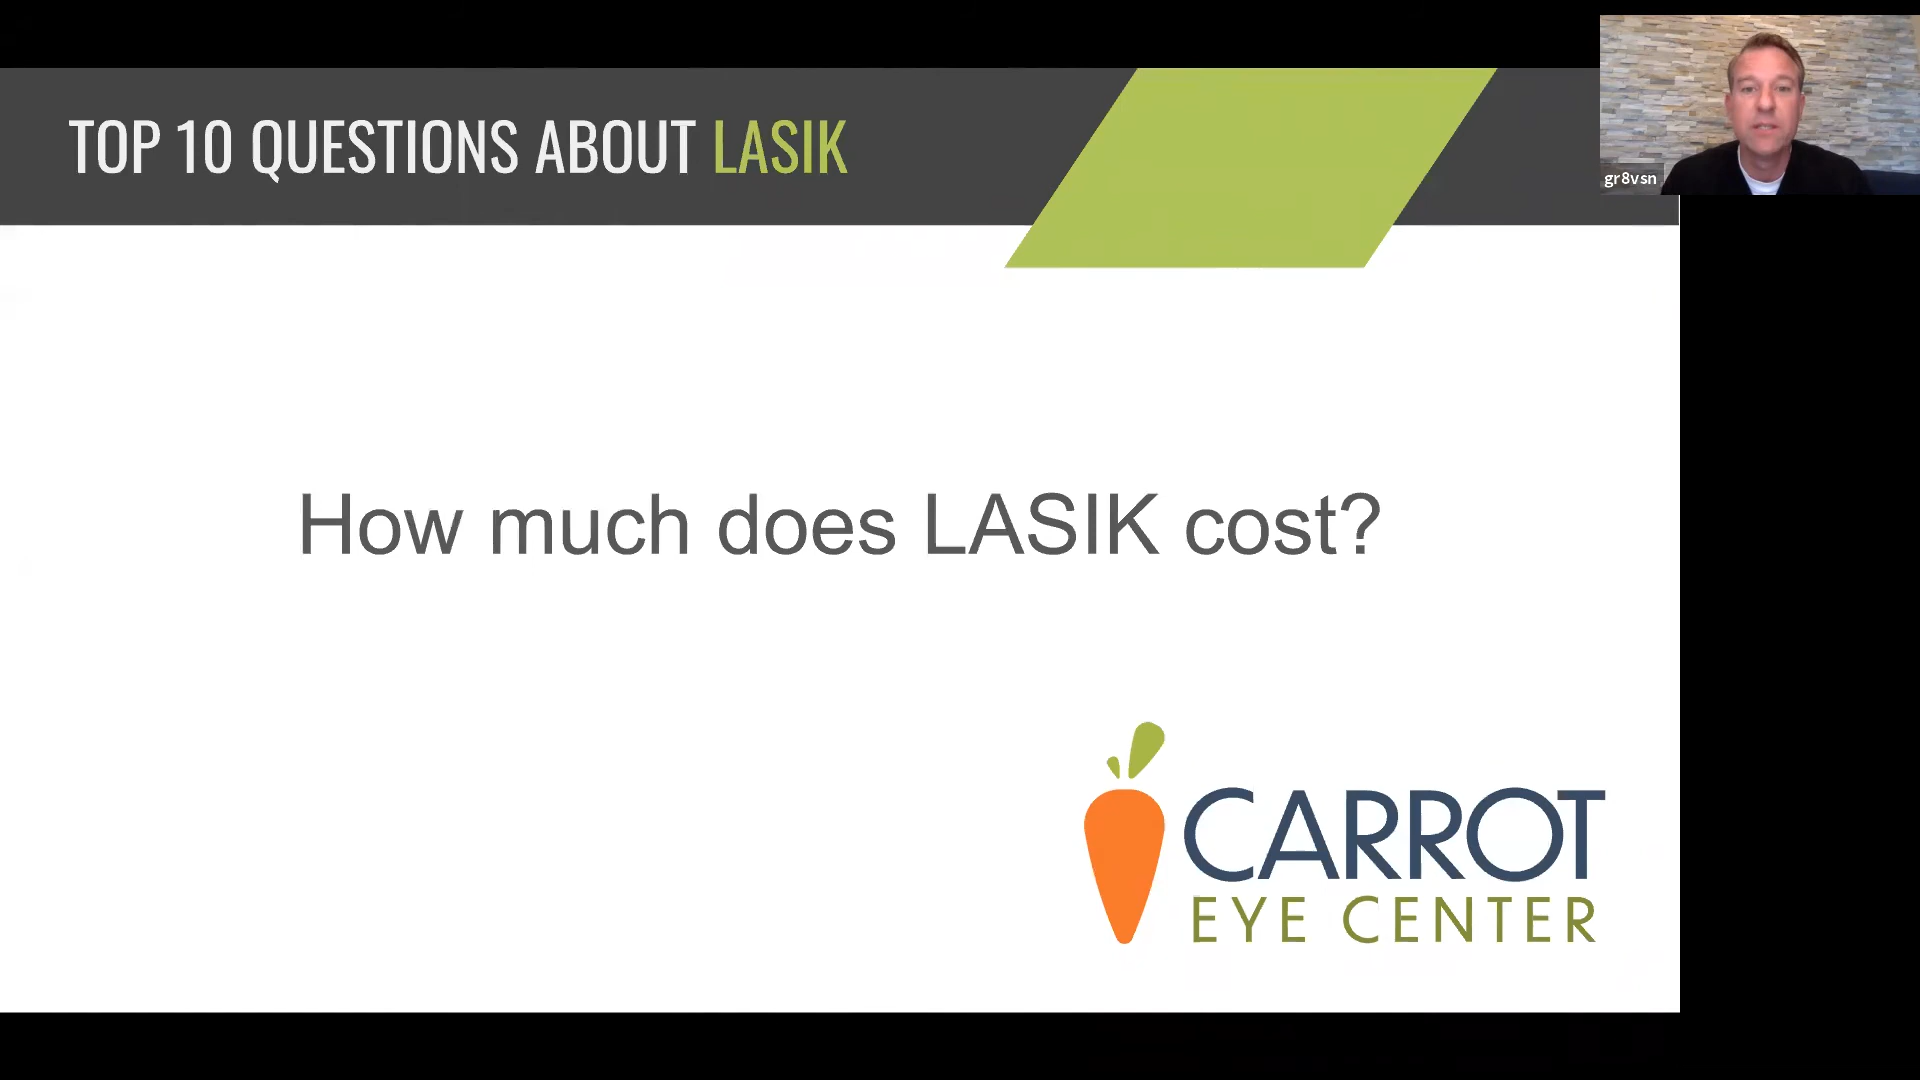 TOP 10 QUESTIONS ABOUT LASIK
gr8vsn
How much does LASIK cost?
CARROT
EYE CENTER